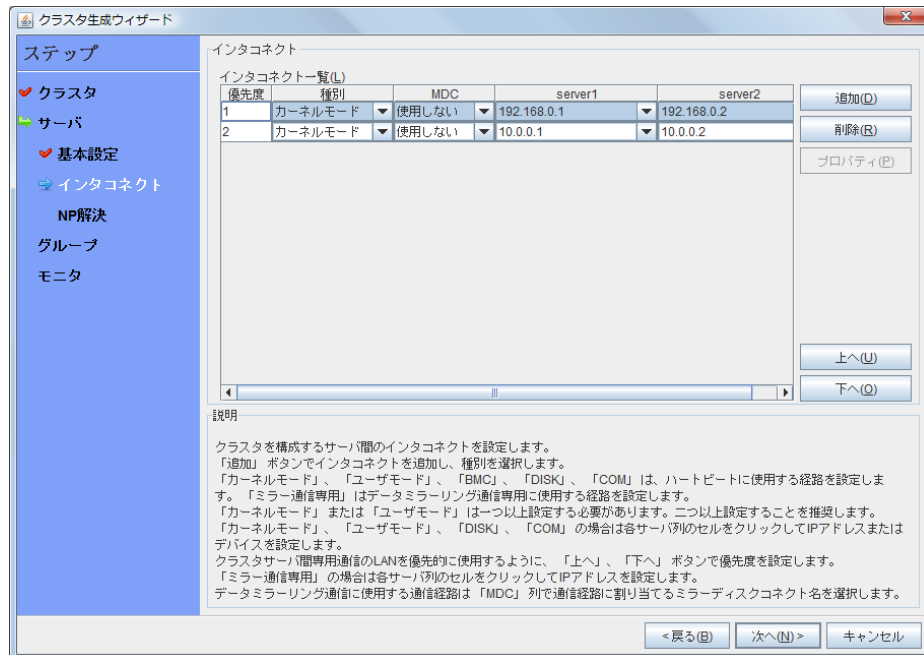 クラスタ生成ウィザード
ステップ
クラスタ
サーバ
基本設定
インタコネクト
NP解決
グループ
モニタ
インタコネクト
インタコネクト一覧(L)
優先度 種別 MDC server1 server2
1 カーネルモード 使用しない 192.168.0.1 192.168.0.2
2 カーネルモード 使用しない 10.0.0.1 10.0.0.2
追加(D)
削除(R)
プロパティ(P)
上へ(U)
下へ(O)
説明
クラスタを構成するサーバ間のインタコネクトを設定します。
「追加」 ボタンでインタコネクトを追加し、種別を選択します。
「カーネルモード」、 「ユーザモード」、 「BMC」、 「DISK」、 「COM」 は、ハートビートに使用する経路を設定しま
す。 「ミラー通信専用」はデータミラーリング通信専用に使用する経路を設定します。
「カーネルモード」 または 「ユーザモード」 は一つ以上設定する必要があります。二つ以上設定することを推奨します。
「カーネルモード」、 「ユーザモード」、 「DISK」、 「COM」 の場合は各サーバ列のセルをクリックしてIPアドレスまたは
デバイスを設定します。
クラスタサーバ間専用通信のLANを優先的に使用するように、 「上へ」、 「下へ」 ボタンで優先度を設定します。
「ミラー通信専用」 の場合は各サーバ列のセルをクリックしてIPアドレスを設定します。
データミラーリング通信に使用する通信経路は 「MDC」 列で通信経路に割り当てるミラーディスクコネクト名を選択します。
<戻る(B) 次へ(N)> キャンセル